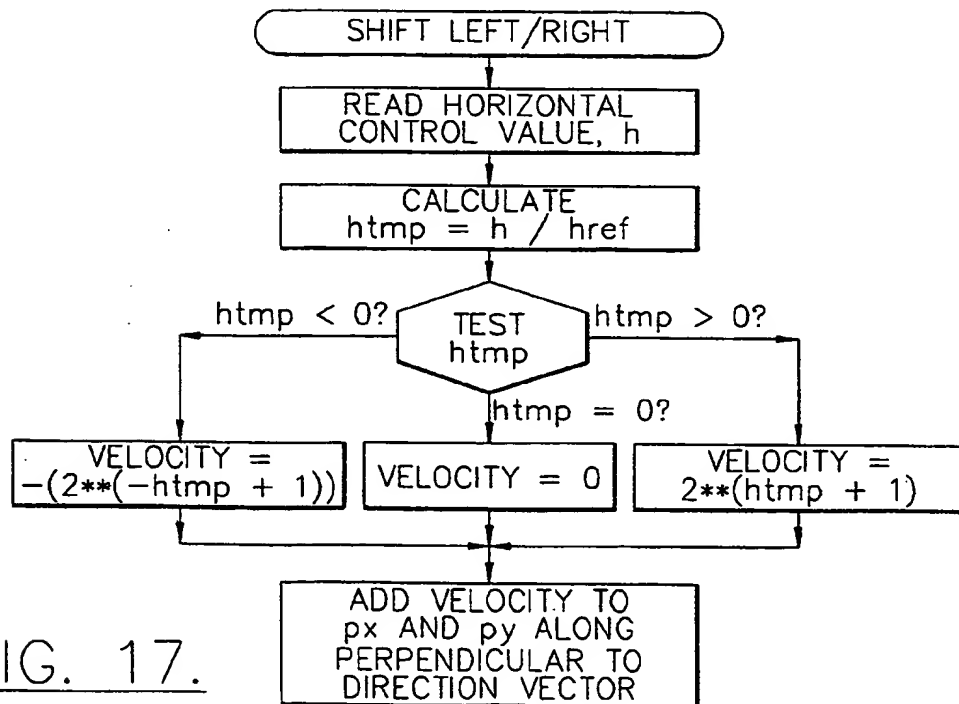 SHIFT LEFT/RIGHT
READ HORIZONTAL
CONTROL VALUE, h
CALCULATE
htmp = h / href
htmp < 0?
TEST
htmp
htmp > 0?
htmp = 0?
VELOCITY =
-(2**(-htmp + 1))
VELOCITY = 0
VELOCITY =
2**(htmp + 1)
ADD VELOCITY TO
px AND py ALONG
PERPENDICULAR TO
DIRECTION VECTOR
IG. 17.